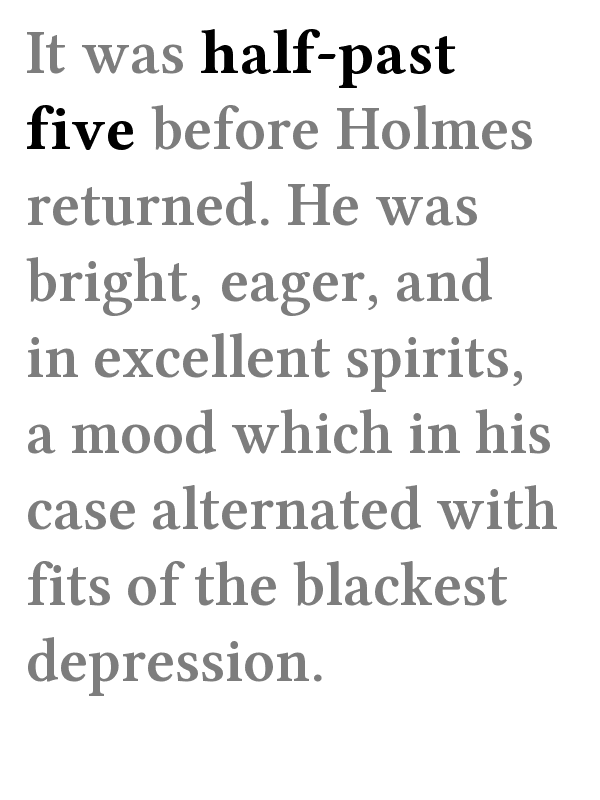 It was half-past
five before Holmes
returned. He was
bright, eager, and
in excellent spirits,
a mood which in his
case alternated with
fits of the blackest
depression.